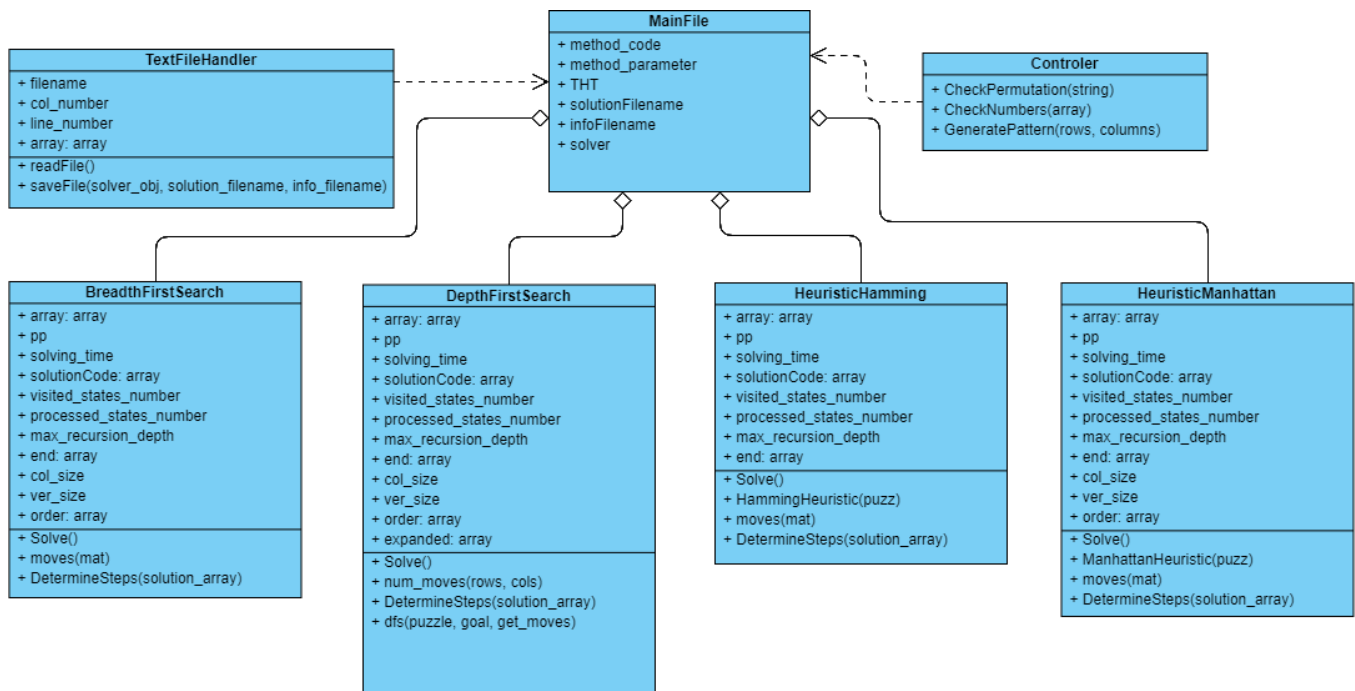 MainFile
+ method_code
+ method_parameter
+ THT
+ solutionFilename
+ infoFilename
+ solver
TextFileHandler
+ filename
+ col_number
+ line_number
+ array: array
+ readFile()
+ saveFile(solver_obj, solution_filename, info_filename)
Controler
+ CheckPermutation(string)
+ CheckNumbers(array)
+ GeneratePattern(rows, columns)
BreadthFirstSearch
+ array: array
+ pp
+ solving_time
+ solutionCode: array
+ visited_states_number
+ processed_states_number
+ max_recursion_depth
+ end: array
+ col_size
+ ver_size
+ order: array
+ Solve()
+ moves(mat)
+ DetermineSteps(solution_array)
DepthFirstSearch
+ array: array
+ pp
+ solving_time
+ solutionCode: array
+ visited_states_number
+ processed_states_number
+ max_recursion_depth
+ end: array
+ col_size
+ ver_size
+ order: array
+ expanded: array
+ Solve()
+ num_moves(rows, cols)
+ DetermineSteps(solution_array)
+ dfs(puzzle, goal, get_moves)
HeuristicHamming
+ array: array
+ pp
+ solving_time
+ solutionCode: array
+ visited_states_number
+ processed_states_number
+ max_recursion_depth
+ end: array
+ Solve()
+ HammingHeuristic(puzz)
+ moves(mat)
+ DetermineSteps(solution_array)
HeuristicManhattan
+ array: array
+ pp
+ solving_time
+ solutionCode: array
+ visited_states_number
+ processed_states_number
+ max_recursion_depth
+ end: array
+ col_size
+ ver_size
+ order: array
+ Solve()
+ ManhattanHeuristic(puzz)
+ moves(mat)
+ DetermineSteps(solution_array)